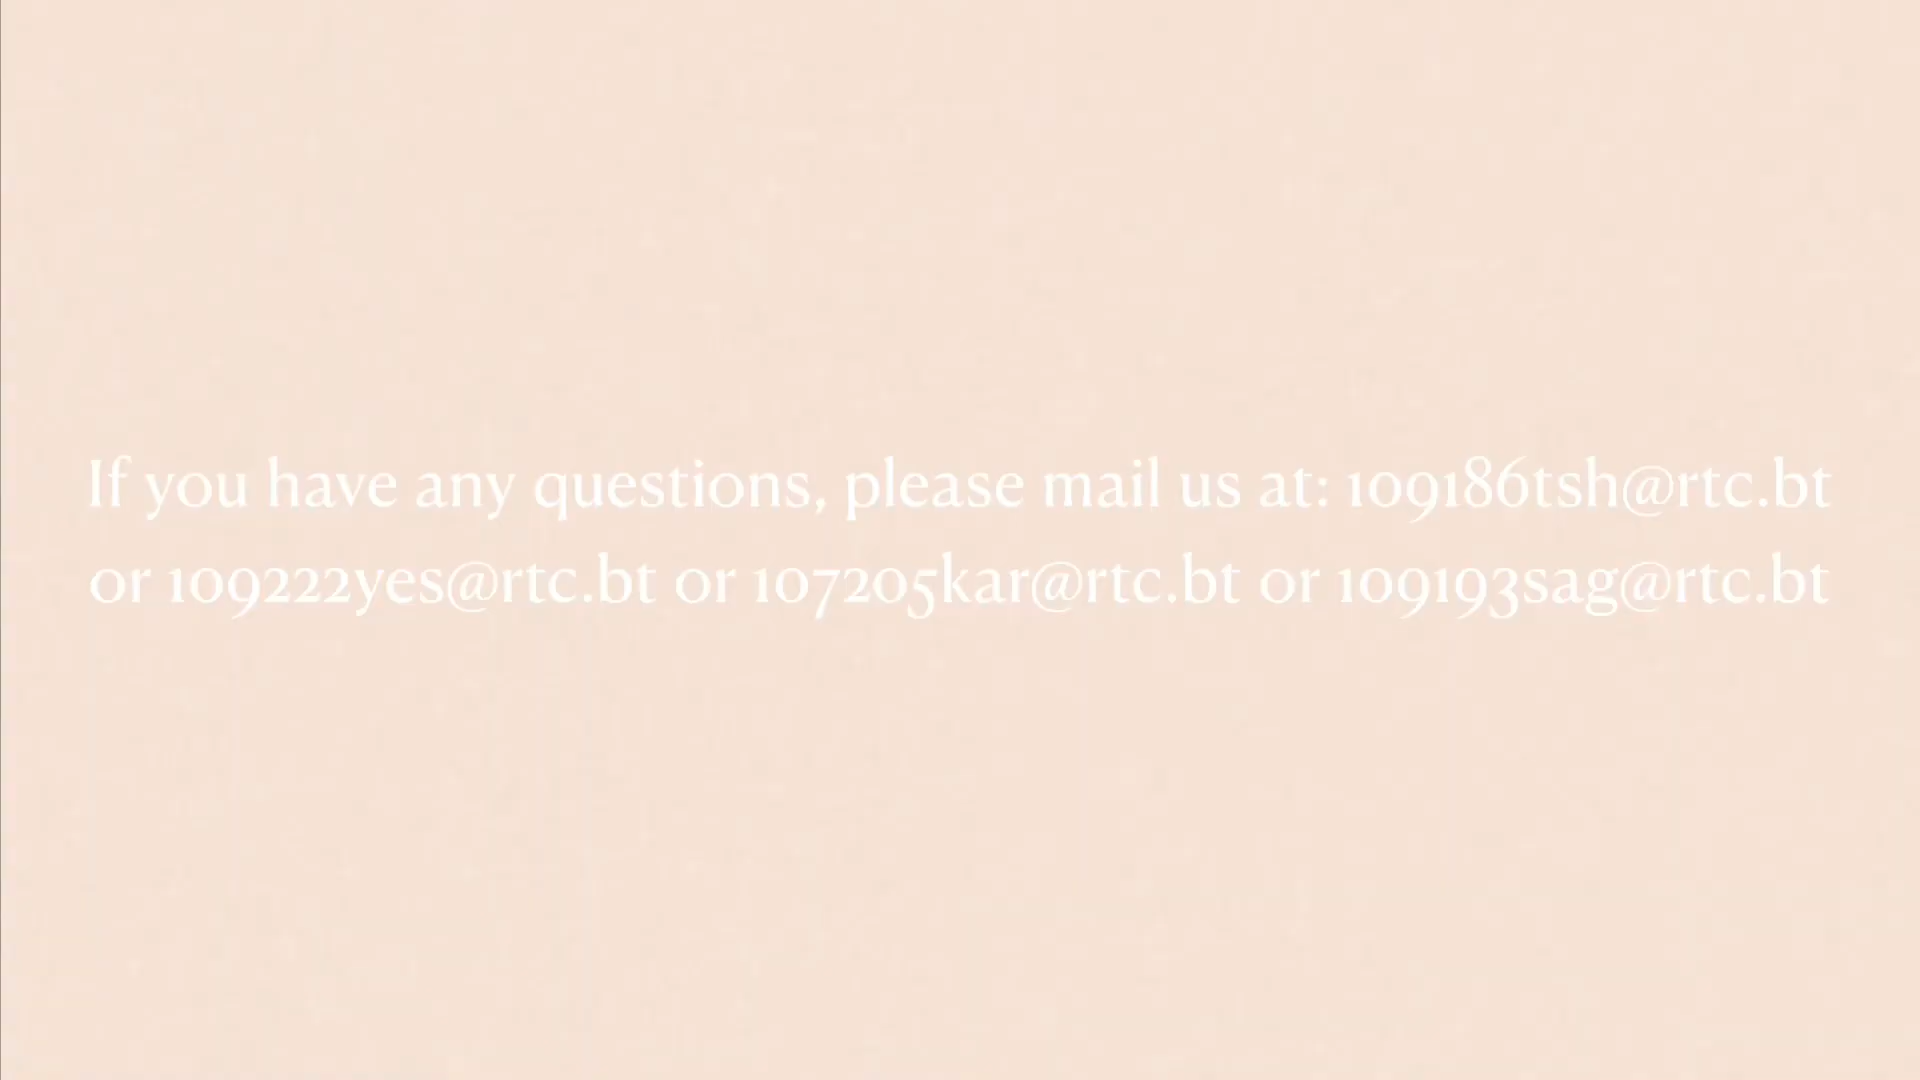 If you have any questions, please mail us at: 109186tsh@rtc.bt
or 109222yes@rtc.bt or 107205kar@rtc.bt or 109193sag@rtc.bt